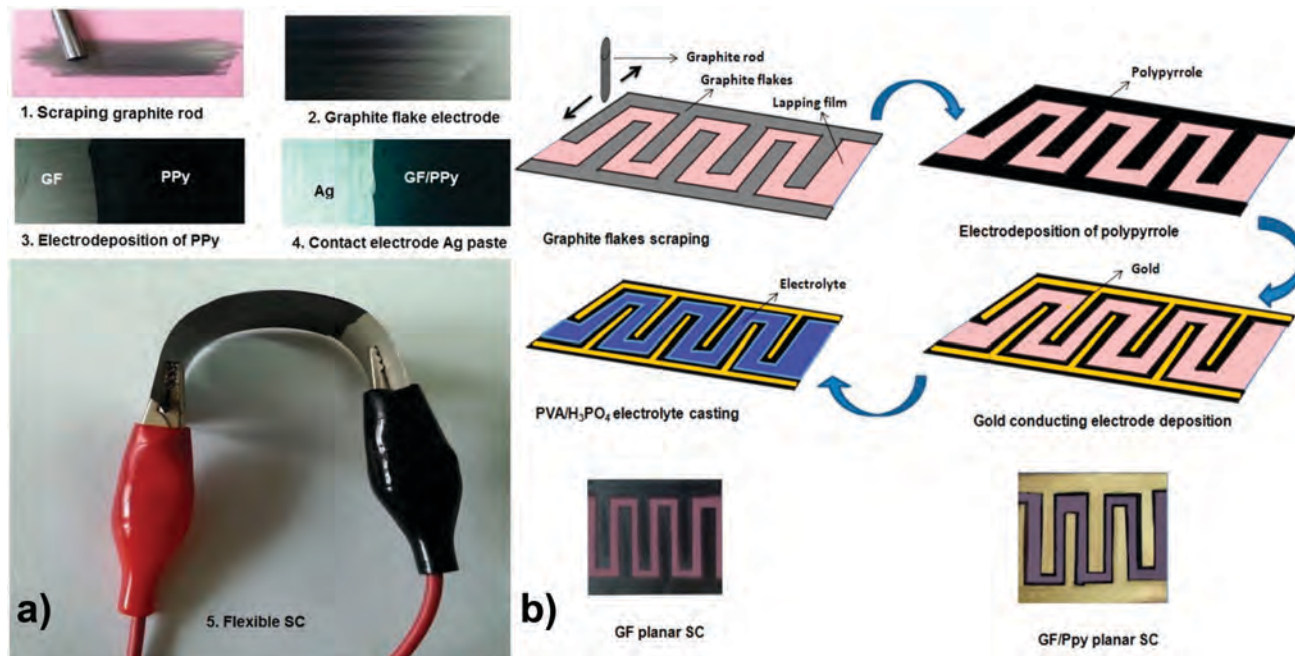 1. Scraping graphite rod
2. Graphite flake electrode
GF
PPy
3. Electrodeposition of PPy
Ag
GF/PPy
4. Contact electrode Ag paste
5. Flexible SC
a)
Graphite rod
Graphite flakes
Lapping film
Graphite flakes scraping
Polypyrrole
Electrodeposition of polypyrrole
Electrolyte
PVA/H₃PO₄ electrolyte casting
Gold
Gold conducting electrode deposition
b)
GF planar SC
GF/Ppy planar SC